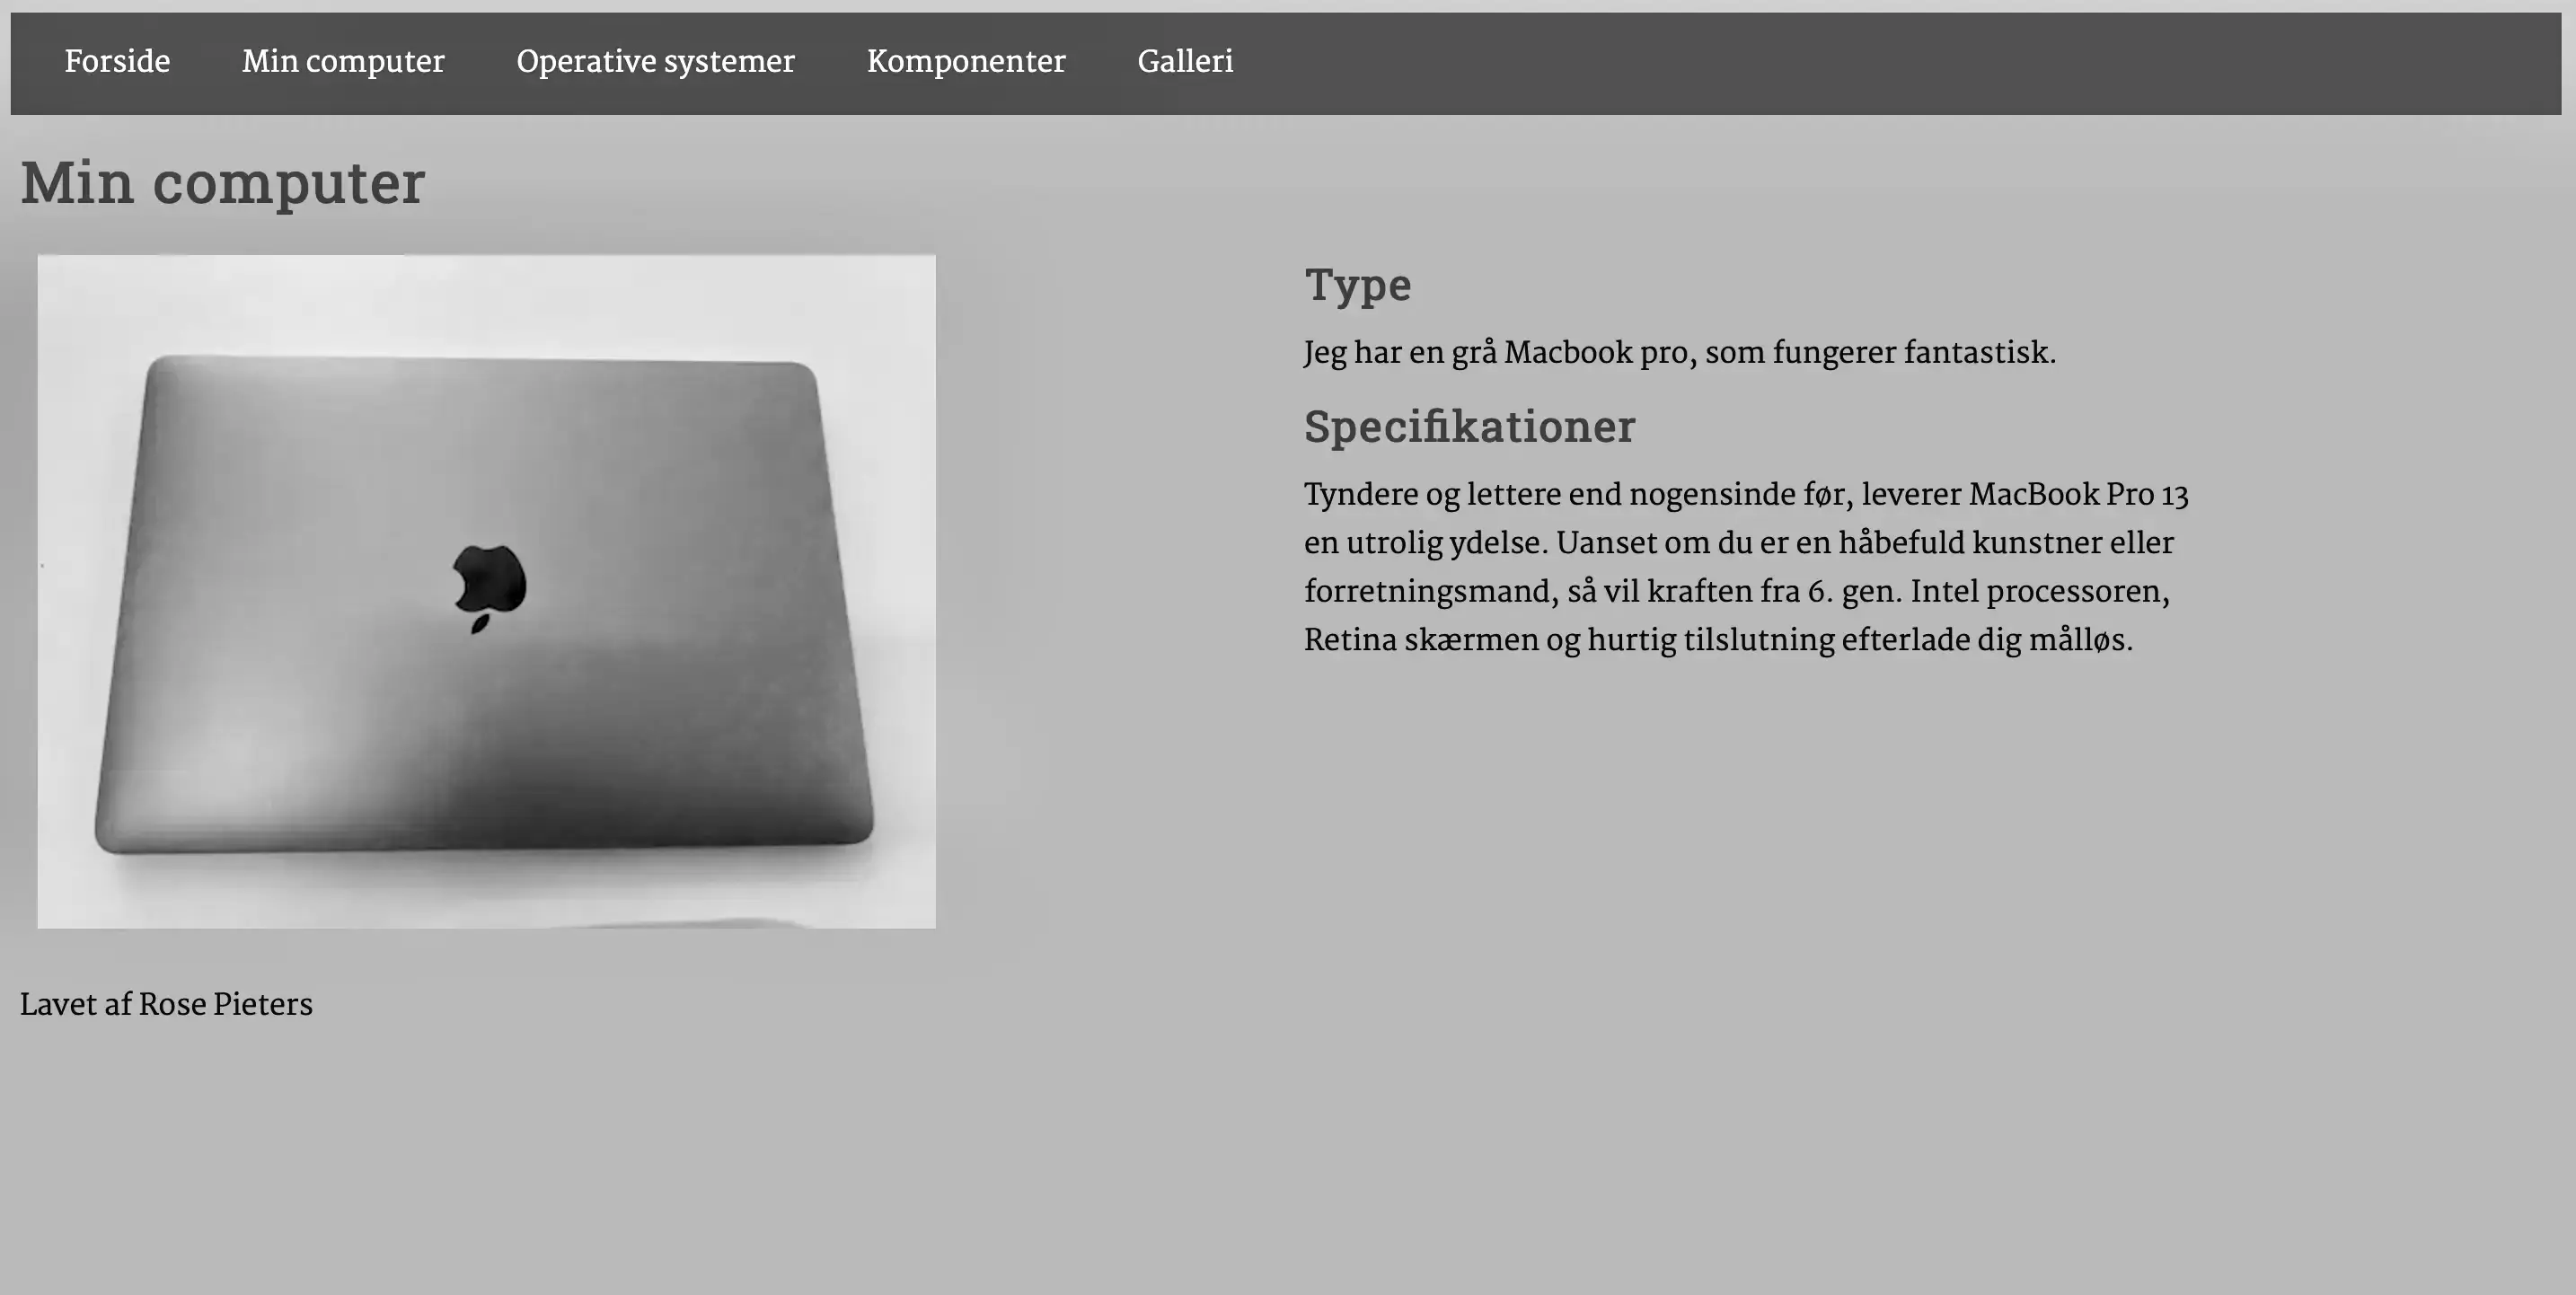 Forside Min computer Operative systemer Komponenter Galleri
Min computer
Type
Jeg har en grå Macbook pro, som fungerer fantastisk.
Specifikationer
Tyndere og lettere end nogensinde før, leverer MacBook Pro 13
en utrolig ydelse. Uanset om du er en håbefuld kunstner eller
forretningsmand, så vil kraften fra 6. gen. Intel processoren,
Retina skærmen og hurtig tilslutning efterlade dig målløs.
Lavet af Rose Pieters